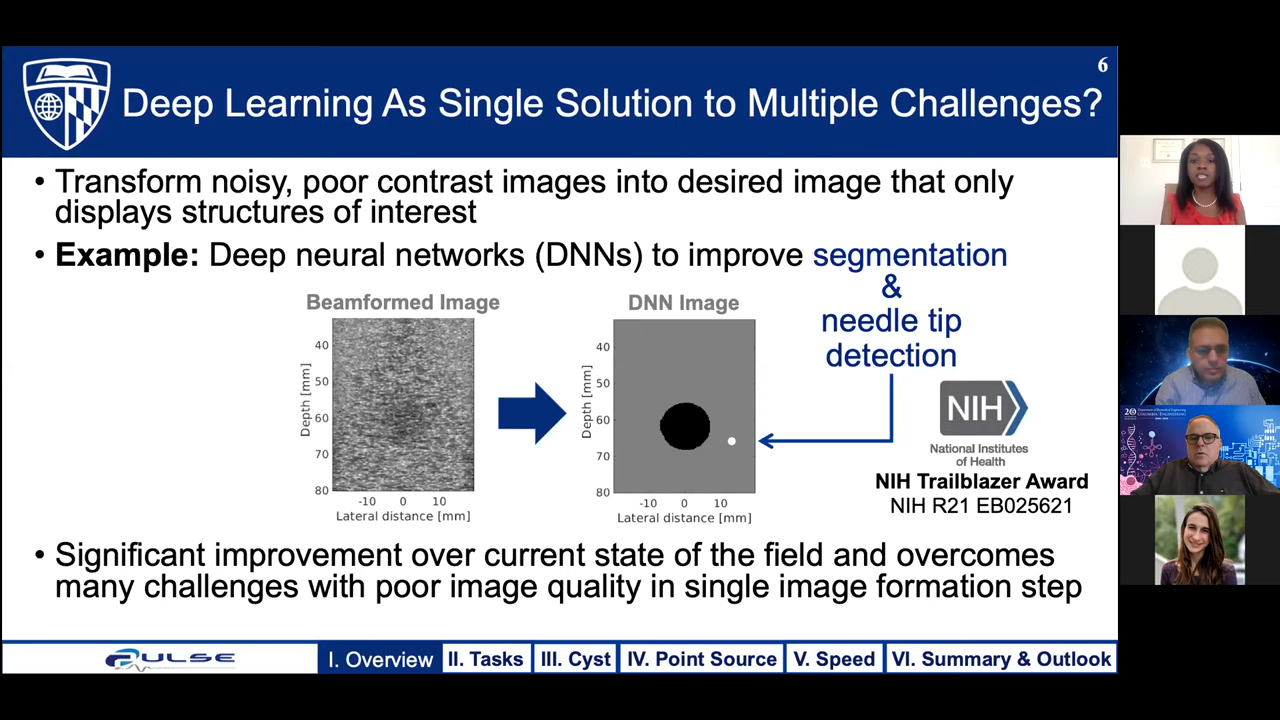 6
Deep Learning As Single Solution to Multiple Challenges?
• Transform noisy, poor contrast images into desired image that only
displays structures of interest
• Example: Deep neural networks (DNNs) to improve segmentation
&
needle tip
detection
Beamformed Image
40
50
60
70
80
Depth [mm]
-10 0 10
Lateral distance [mm]
DNN Image
40
50
60
70
80
Depth [mm]
-10 0 10
Lateral distance [mm]
NIH
National Institutes
of Health
NIH Trailblazer Award
NIH R21 EB025621
• Significant improvement over current state of the field and overcomes
many challenges with poor image quality in single image formation step
PULSE
I. Overview
II. Tasks
III. Cyst
IV. Point Source
V. Speed
VI. Summary & Outlook
20